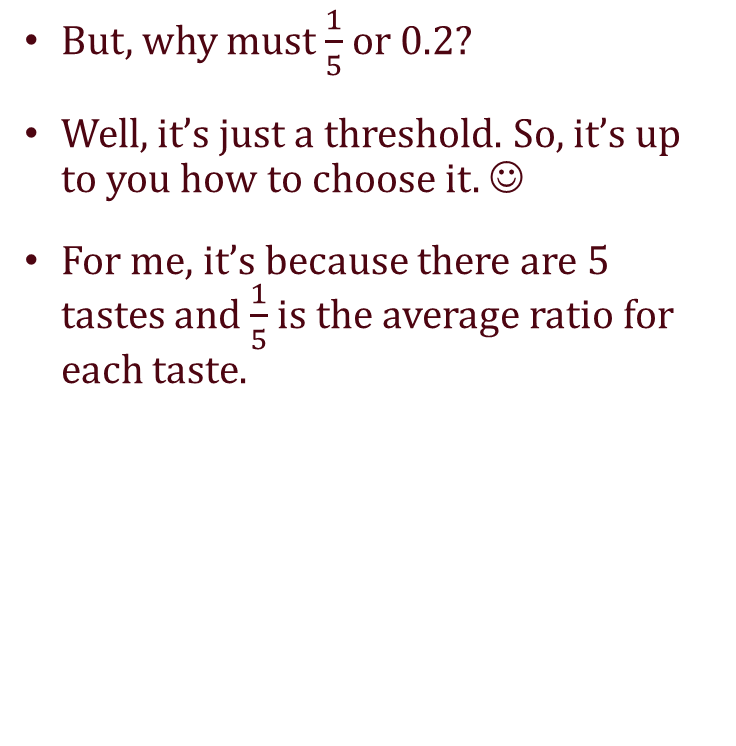 • But, why must 1/5 or 0.2?
• Well, it’s just a threshold. So, it’s up
to you how to choose it. ☺
• For me, it’s because there are 5
tastes and 1/5 is the average ratio for
each taste.